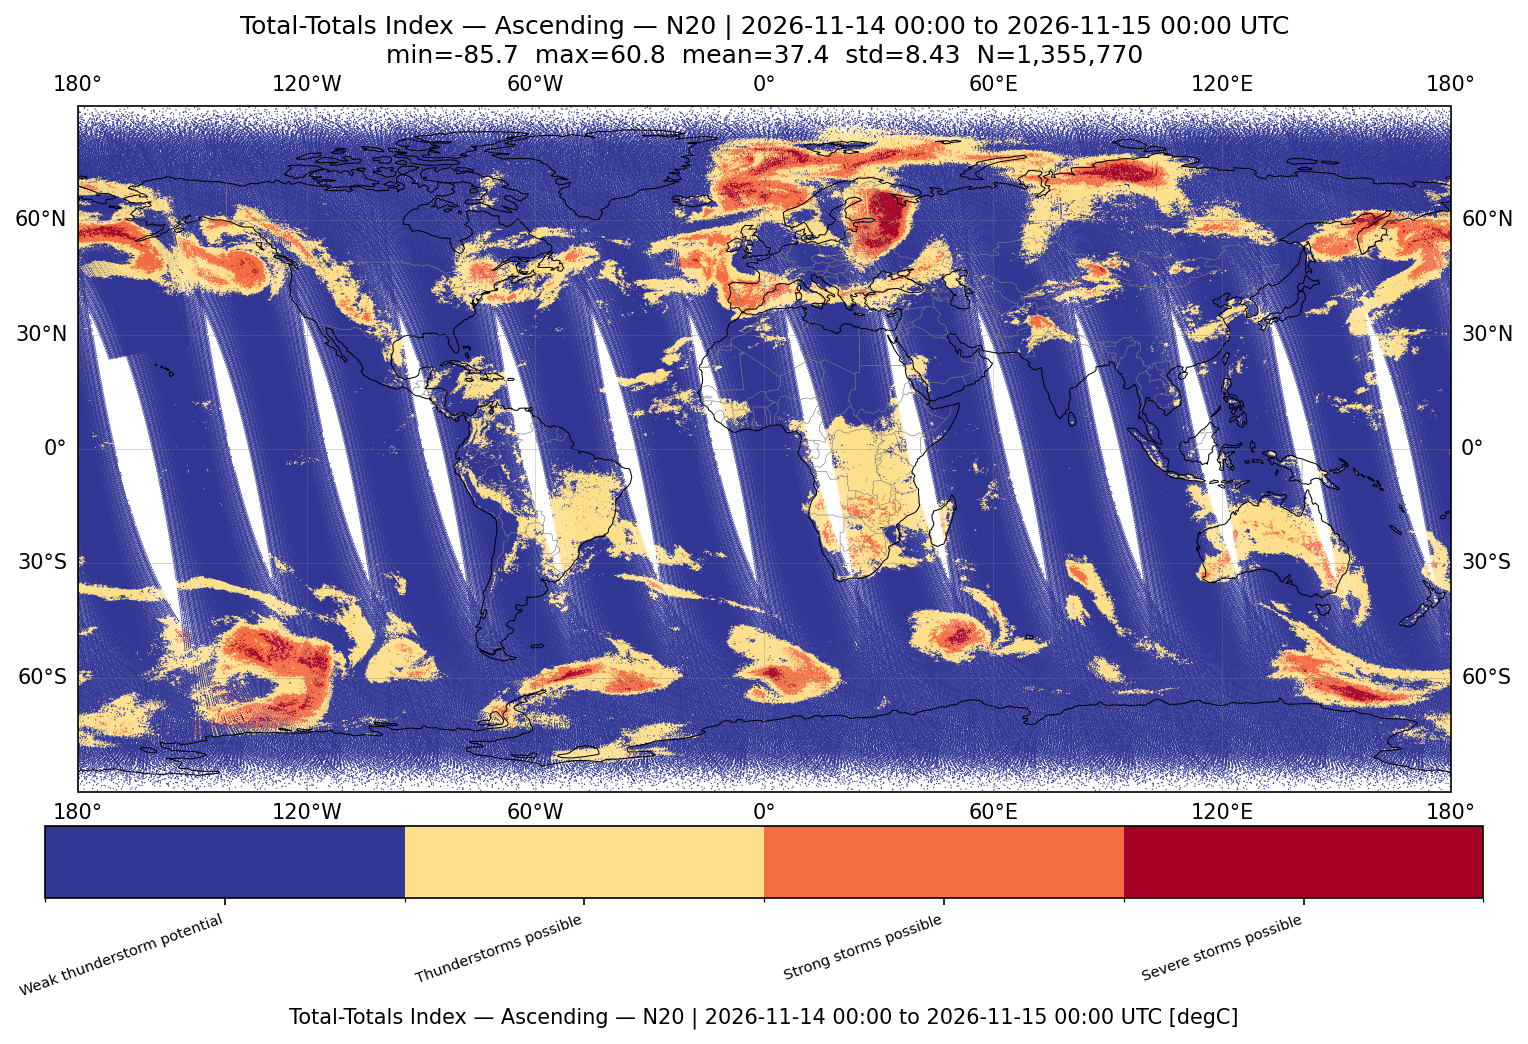 Total-Totals Index — Ascending — N20 | 2026-11-14 00:00 to 2026-11-15 00:00 UTC
min=-85.7 max=60.8 mean=37.4 std=8.43 N=1,355,770
180° 120°W 60°W 0° 60°E 120°E 180°
60°N 60°N
30°N 30°N
0° 0°
30°S 30°S
60°S 60°S
180° 120°W 60°W 0° 60°E 120°E 180°
Weak thunderstorm potential Thunderstorms possible Strong storms possible Severe storms possible
Total-Totals Index — Ascending — N20 | 2026-11-14 00:00 to 2026-11-15 00:00 UTC [degC]